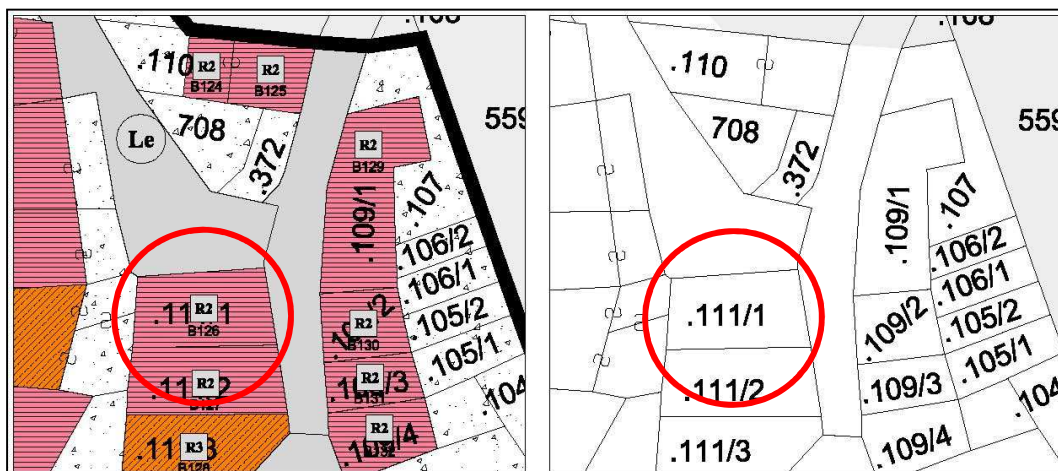 .110
R2
B124
R2
B125
Le
708
.372
R2
B129
559
.109/1
.107
.106/2
.106/1
.105/2
.105/1
R2
B126
R2
B130
R2
R2
B131
R3
B128
R2
.110
708
.372
559
.109/1
.107
.106/2
.106/1
.105/2
.105/1
.111/1
.109/2
.111/2
.109/3
.104
.111/3
.109/4